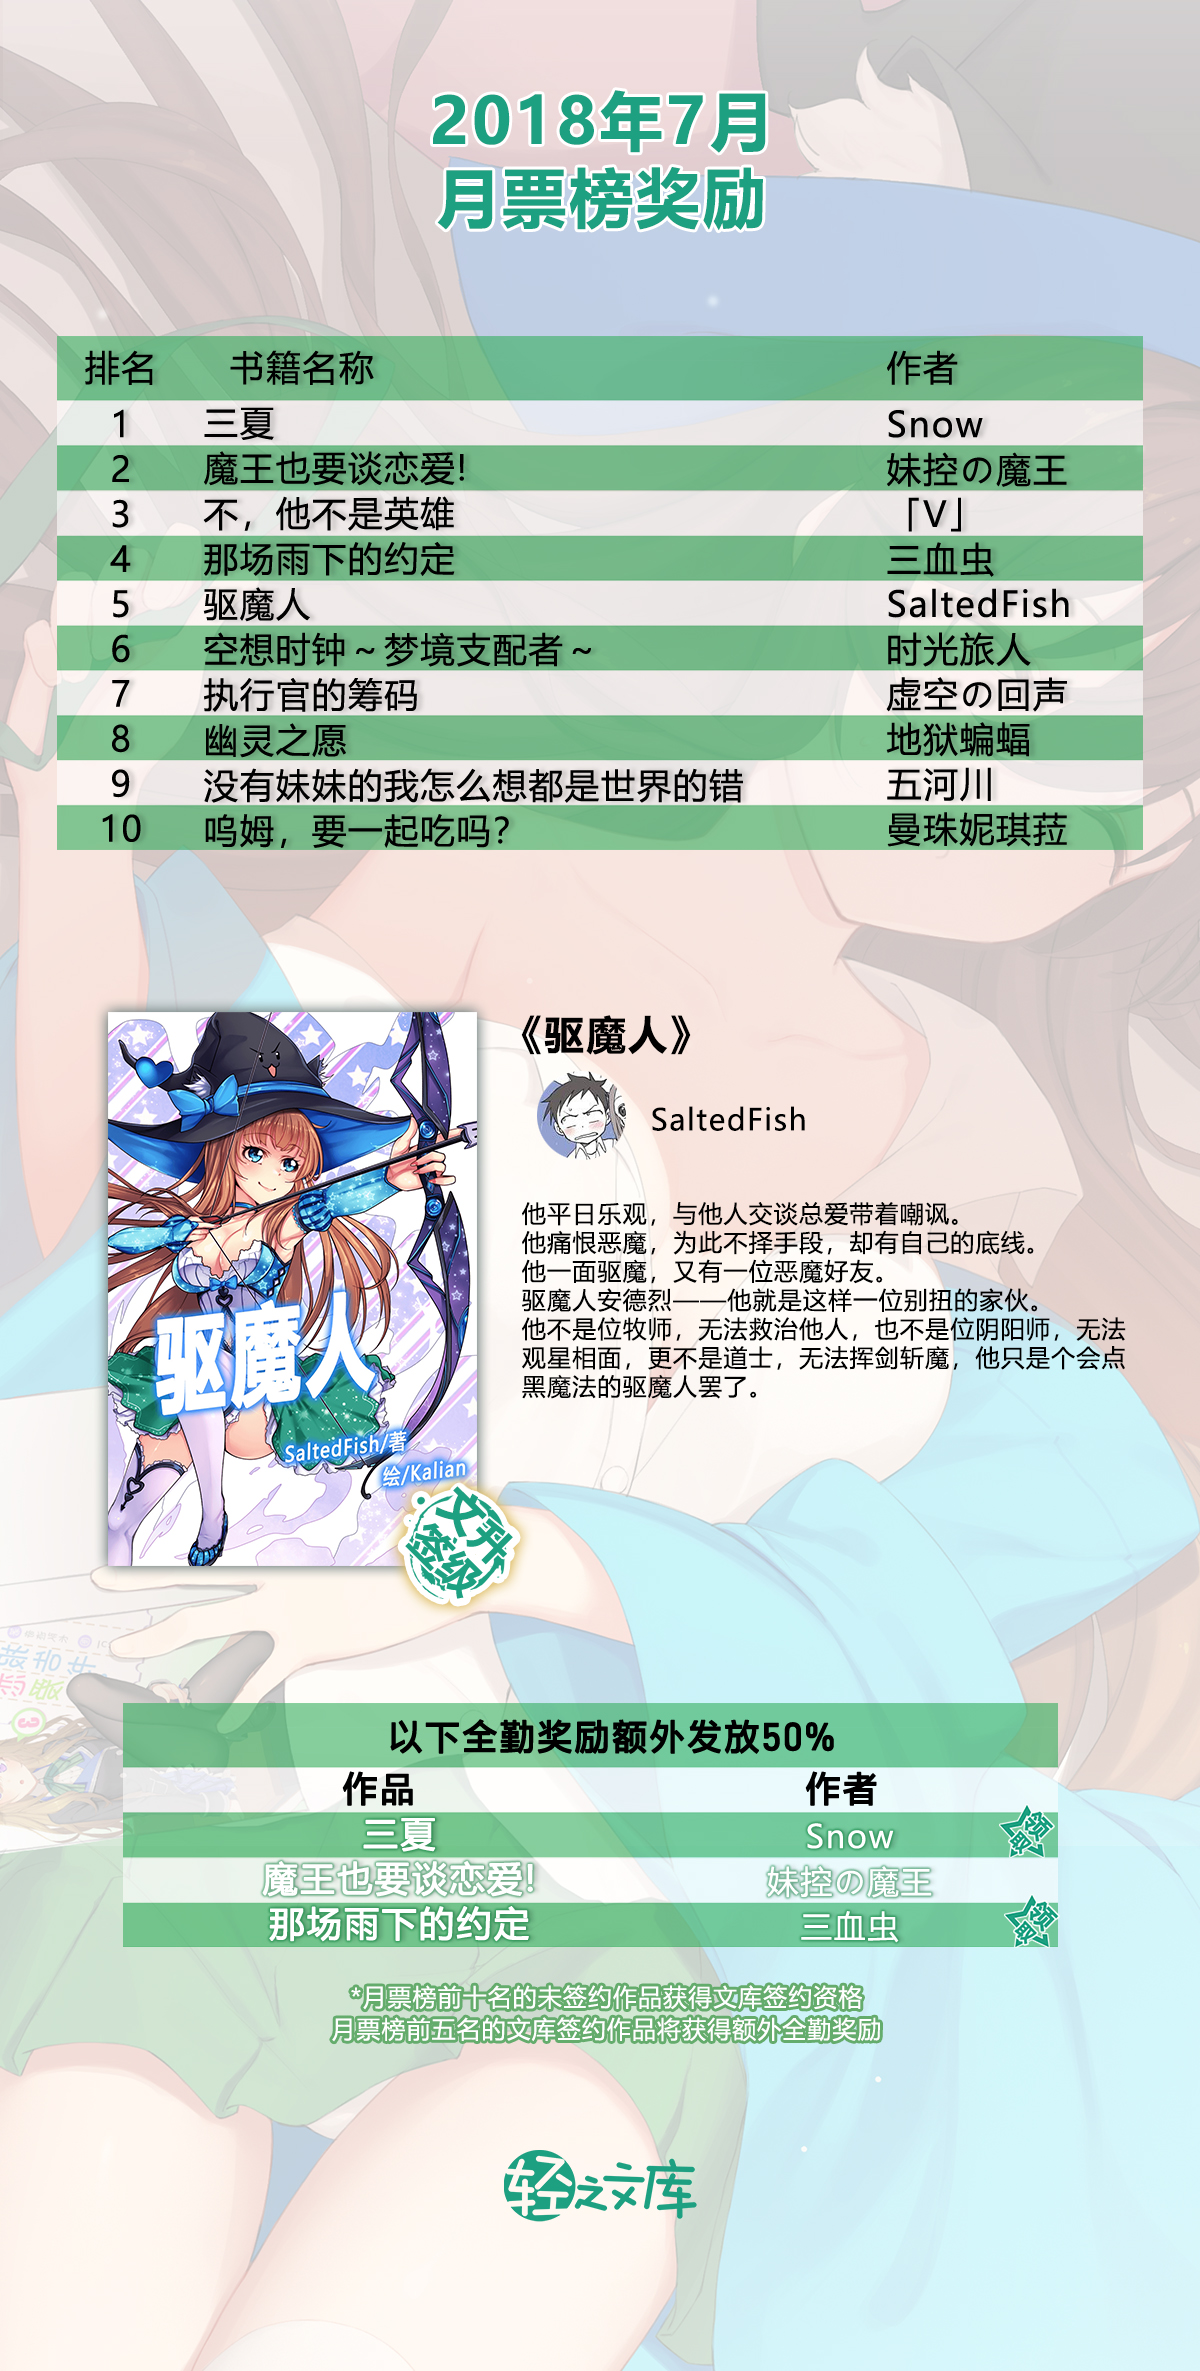 2018年7月
月票榜奖励
排名 书籍名称 作者
1 三夏 Snow
2 魔王也要谈恋爱! 妹控の魔王
3 不，他不是英雄 「V」
4 那场雨下的约定 三血虫
5 驱魔人 SaltedFish
6 空想时钟～梦境支配者～ 时光旅人
7 执行官的筹码 虚空の回声
8 幽灵之愿 地狱蝙蝠
9 没有妹妹的我怎么想都是世界的错 五河川
10 呜姆，要一起吃吗? 曼珠妮琪菈
《驱魔人》
SaltedFish
他平日乐观，与他人交谈总爱带着嘲讽。
他痛恨恶魔，为此不择手段，却有自己的底线。
他一面驱魔，又有一位恶魔好友。
驱魔人安德烈——他就是这样一位别扭的家伙。
他不是位牧师，无法救治他人，也不是位阴阳师，无法
观星相面，更不是道士，无法挥剑斩魔，他只是个会点
黑魔法的驱魔人罢了。
驱魔人
SaltedFish/著
绘/Kalian
文升
签级
以下全勤奖励额外发放50%
作品 作者
三夏 Snow
领取
魔王也要谈恋爱! 妹控の魔王
那场雨下的约定 三血虫
领取
*月票榜前十名的未签约作品获得文库签约资格
月票榜前五名的文库签约作品将获得额外全勤奖励
轻之文库